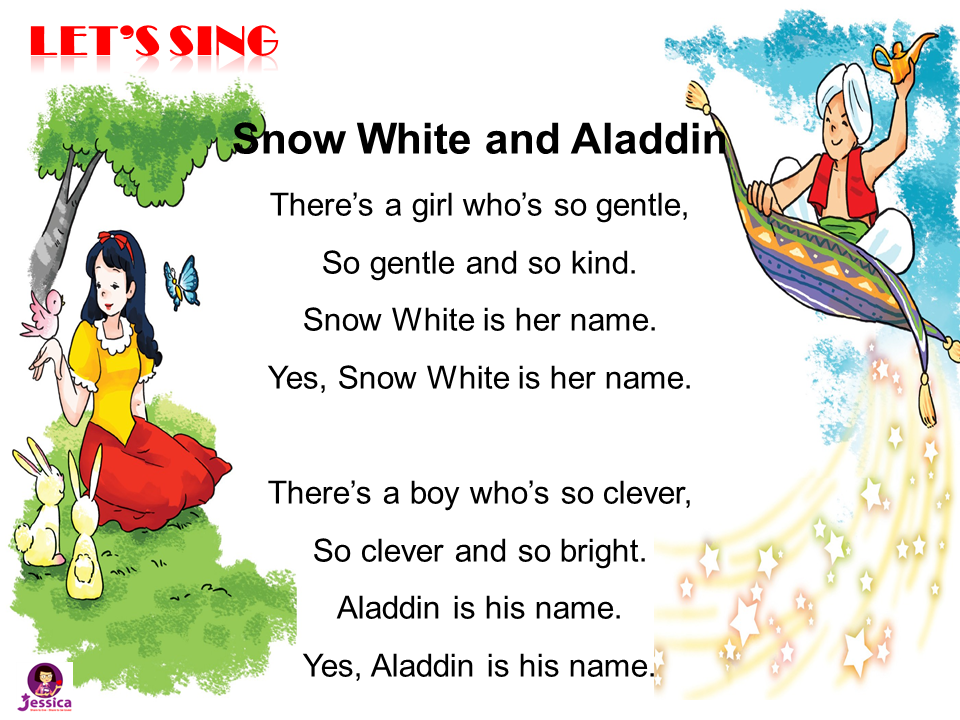 LET'S SING
Snow White and Aladdin
There's a girl who's so gentle,
So gentle and so kind.
Snow White is her name.
Yes, Snow White is her name.
There's a boy who's so clever,
So clever and so bright.
Aladdin is his name.
Yes, Aladdin is his name.
Jessica